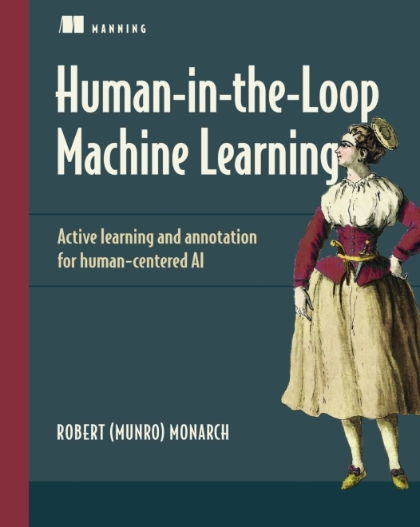 MANNING
Human-in-the-Loop
Machine Learning
Active learning and annotation
for human-centered AI
ROBERT (MUNRO) MONARCH